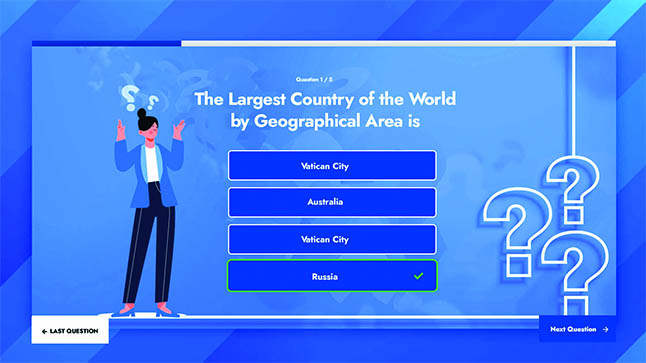 Question 1 / 5
The Largest Country of the World
by Geographical Area is
Vatican City
Australia
Vatican City
Russia
← LAST QUESTION
Next Question →